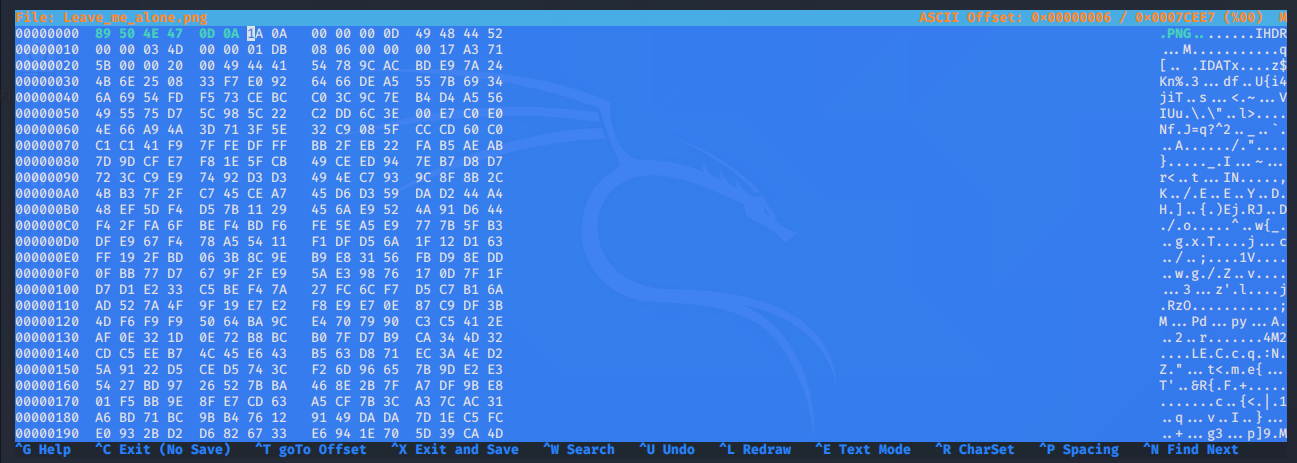 File: Leave_me_alone.png ASCII Offset: 0×00000006 / 0×0007CEE7 (%00) M
00000000 89 50 4E 47 0D 0A 1A 0A 00 00 00 0D 49 48 44 52 .PNG........IHDR
00000010 00 00 03 4D 00 00 01 DB 08 06 00 00 00 17 A3 71 ...M...........q
00000020 5B 00 00 20 00 49 44 41 54 78 9C AC BD E9 7A 24 [.. .IDATx....z$
00000030 4B 6E 25 08 33 F7 E0 92 64 66 DE A5 55 7B 69 34 Kn%.3...df..U{i4
00000040 6A 69 54 FD F5 73 CE BC C0 3C 9C 7E B4 D4 A5 56 jiT..s...<.~...V
00000050 49 55 75 D7 5C 98 5C 22 C2 DD 6C 3E 00 E7 C0 E0 IUu.\.\"..l>....
00000060 4E 66 A9 4A 3D 71 3F 5E 32 C9 08 5F CC CD 60 C0 Nf.J=q?^2.._..`.
00000070 C1 C1 41 F9 7F FE DF FF BB 2F EB 22 FA B5 AE AB ..A....../."....
00000080 7D 9D CF E7 F8 1E 5F CB 49 CE ED 94 7E B7 D8 D7 }....._.I...~...
00000090 72 3C C9 E9 74 92 D3 D3 49 4E C7 93 9C 8F 8B 2C r<..t...IN.....,
000000A0 4B B3 7F 2F C7 45 CE A7 45 D6 D3 59 DA D2 44 A4 K../.E..E..Y..D.
000000B0 48 EF 5D F4 D5 7B 11 29 45 6A E9 52 4A 91 D6 44 H.]..{.)Ej.RJ..D
000000C0 F4 2F FA 6F BE F4 BD F6 FE 5E A5 E9 77 7B 5F B3 ./.o.....^..w{_.
000000D0 DF E9 67 F4 78 A5 54 11 F1 DF D5 6A 1F 12 D1 63 ..g.x.T....j...c
000000E0 FF 19 2F BD 06 3B 8C 9E B9 E8 31 56 FB D9 8E DD ../..;....1V....
000000F0 0F BB 77 D7 67 9F 2F E9 5A E3 98 76 17 0D 7F 1F ..w.g./.Z..v....
00000100 D7 D1 E2 33 C5 BE F4 7A 27 FC 6C F7 D5 C7 B1 6A ...3...z'.l....j
00000110 AD 52 7A 4F 9F 19 E7 E2 F8 E9 E7 0E 87 C9 DF 3B .RzO...........;
00000120 4D F6 F9 F9 50 64 BA 9C E4 70 79 90 C3 C5 41 2E M...Pd...py...A.
00000130 AF 0E 32 1D 0E 72 B8 BC B0 7F D7 B9 CA 34 4D 32 ..2..r.......4M2
00000140 CD C5 EE B7 4C 45 E6 43 B5 63 D8 71 EC 3A 4E D2 ....LE.C.c.q.:N.
00000150 5A 91 22 D5 CE D5 74 3C F2 6D 96 65 7B 9D E2 E3 Z."...t<.m.e{...
00000160 54 27 BD 97 26 52 7B BA 46 8E 2B 7F A7 DF 9B E8 T'..&R{.F.+.....
00000170 01 F5 BB 9E 8F E7 CD 63 A5 CF 7B 3C A3 7C AC 31 .......c..{<.|.1
00000180 A6 BD 71 BC 9B B4 76 12 91 49 DA DA 7D 1E C5 FC ..q...v..I..}...
00000190 E0 93 2B D2 D6 82 67 33 E6 94 1E 70 5D 39 CA 4D ..+...g3...p]9.M
^G Help ^C Exit (No Save) ^T goTo Offset ^X Exit and Save ^W Search ^U Undo ^L Redraw ^E Text Mode ^R CharSet ^P Spacing ^N Find Next